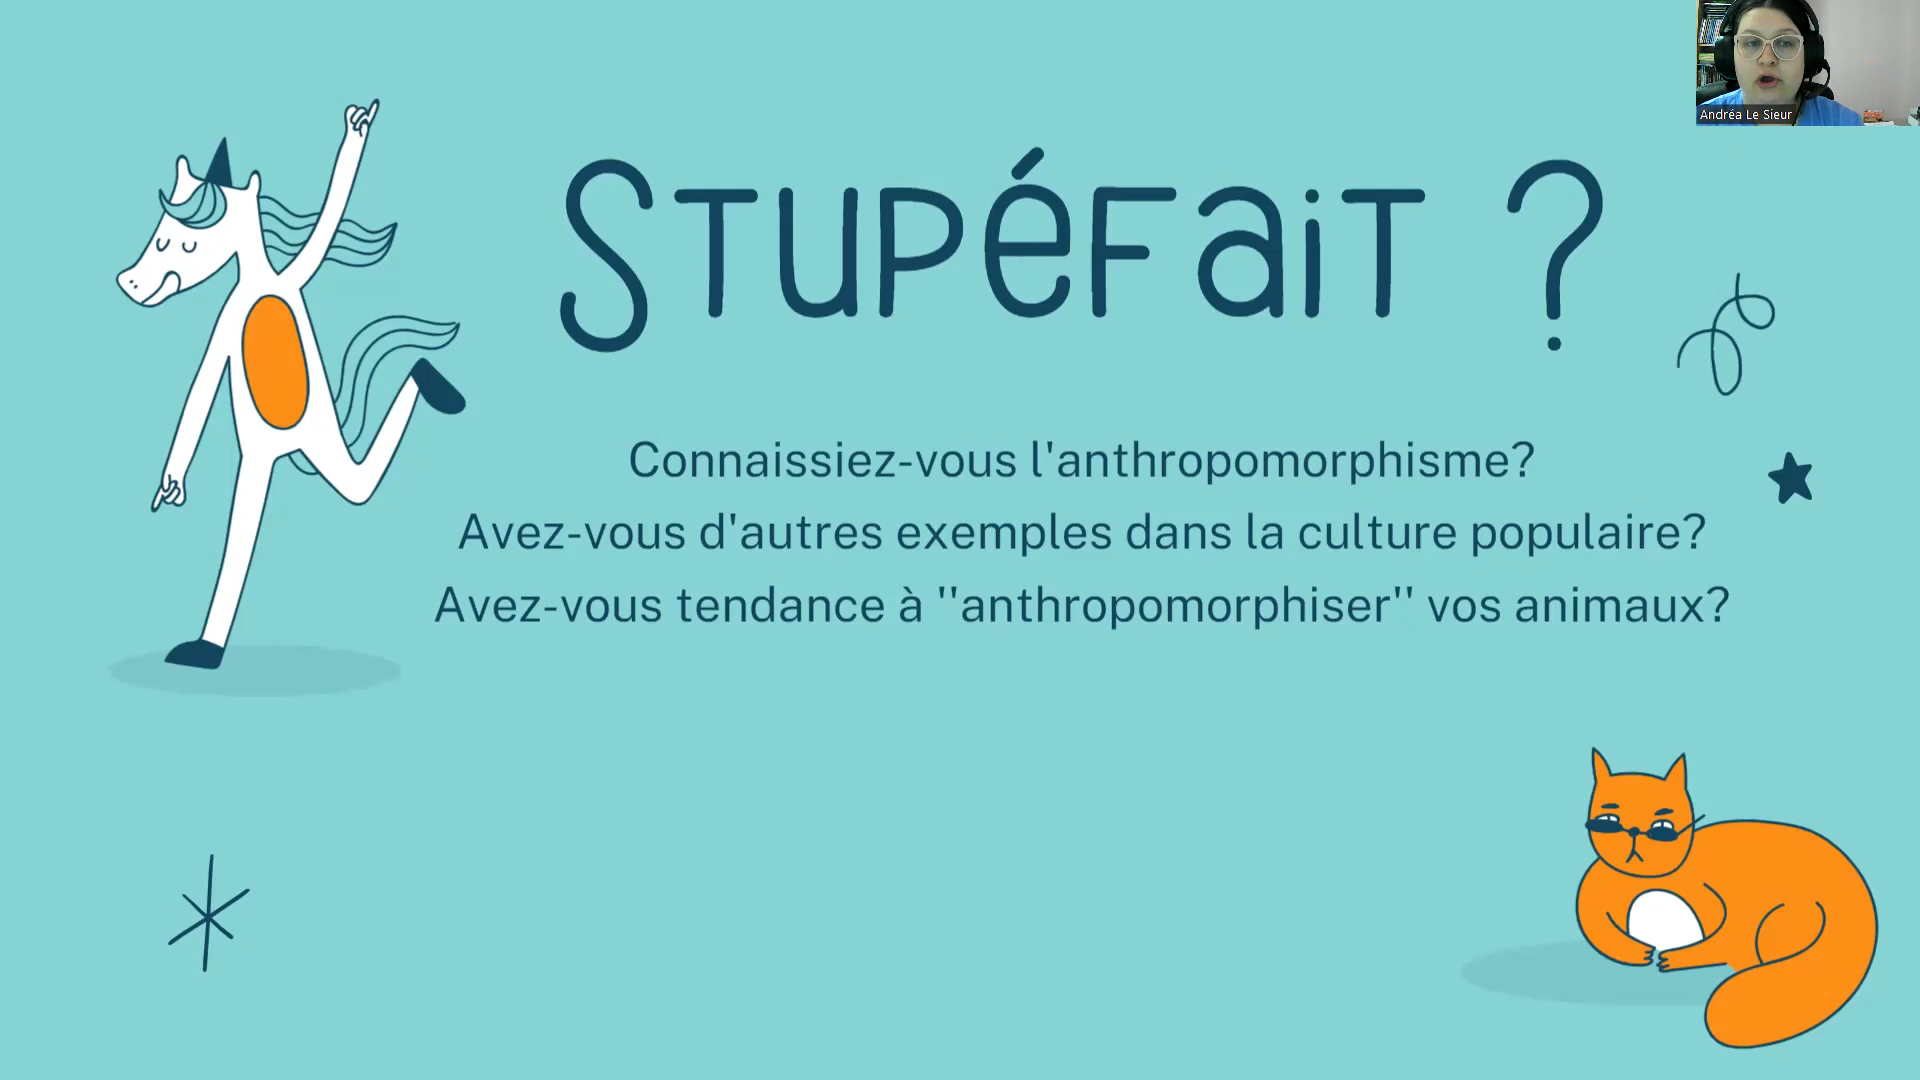 Andréa Le Sieur
Stupéfait ?
Connaissiez-vous l'anthropomorphisme?
Avez-vous d'autres exemples dans la culture populaire?
Avez-vous tendance à ''anthropomorphiser'' vos animaux?